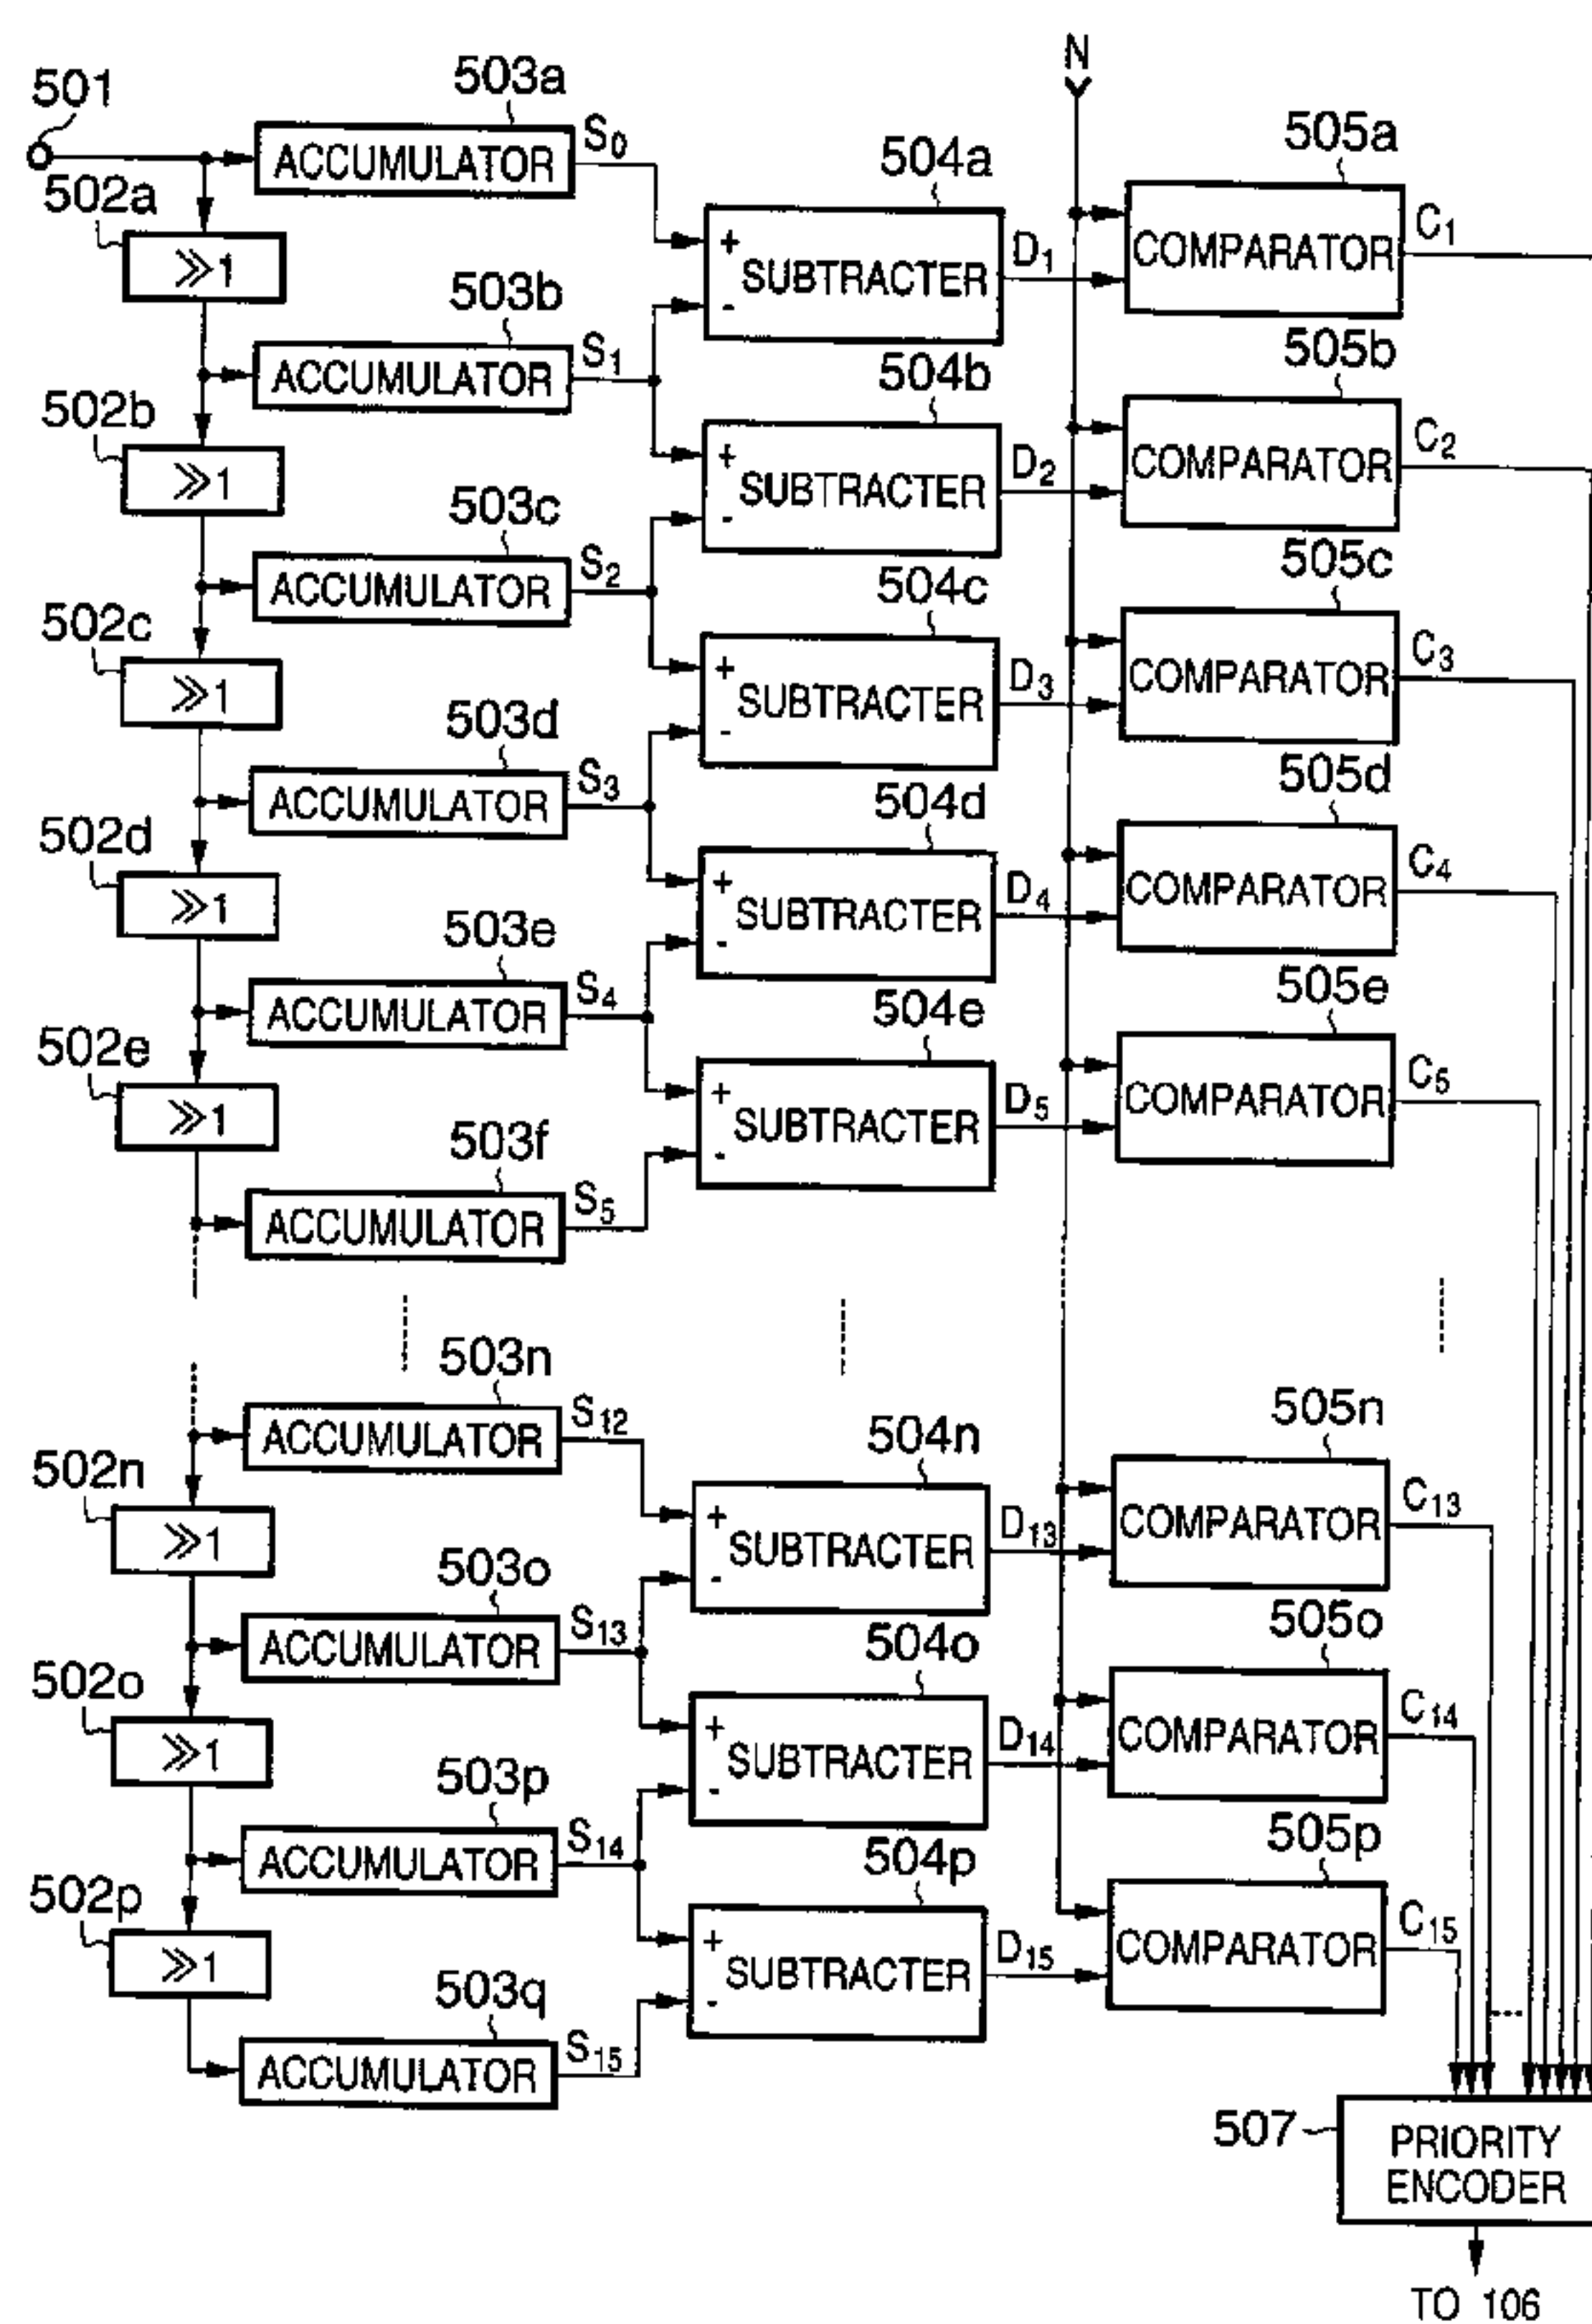 N
501
503a
ACCUMULATOR
S0
504a
505a
502a
≫1
+
-
SUBTRACTER
D1
COMPARATOR
C1
503b
ACCUMULATOR
S1
504b
505b
502b
≫1
+
-
SUBTRACTER
D2
COMPARATOR
C2
503c
ACCUMULATOR
S2
504c
505c
502c
≫1
+
-
SUBTRACTER
D3
COMPARATOR
C3
503d
ACCUMULATOR
S3
504d
505d
502d
≫1
+
-
SUBTRACTER
D4
COMPARATOR
C4
503e
ACCUMULATOR
S4
504e
505e
502e
≫1
+
-
SUBTRACTER
D5
COMPARATOR
C5
503f
ACCUMULATOR
S5
503n
ACCUMULATOR
S12
504n
505n
502n
≫1
+
-
SUBTRACTER
D13
COMPARATOR
C13
503o
ACCUMULATOR
S13
504o
505o
502o
≫1
+
-
SUBTRACTER
D14
COMPARATOR
C14
503p
ACCUMULATOR
S14
504p
505p
502p
≫1
+
-
SUBTRACTER
D15
COMPARATOR
C15
503q
ACCUMULATOR
S15
507
PRIORITY
ENCODER
TO 106